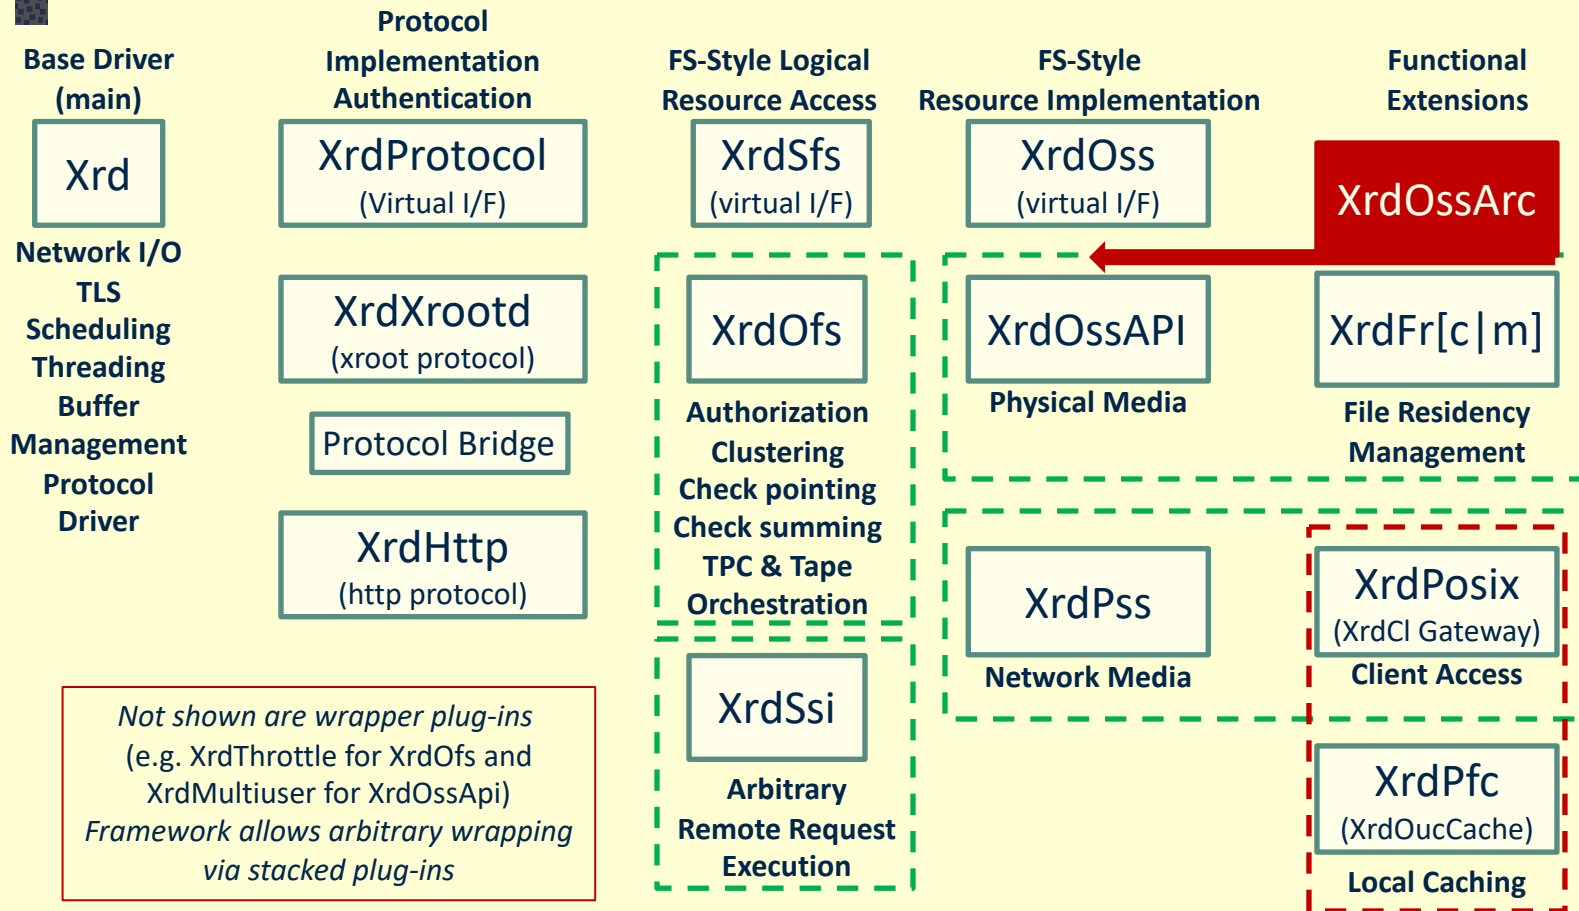 Base Driver
(main)
Xrd
Network I/O
TLS
Scheduling
Threading
Buffer
Management
Protocol
Driver
Protocol
Implementation
Authentication
XrdProtocol
(Virtual I/F)
XrdXrootd
(xroot protocol)
Protocol Bridge
XrdHttp
(http protocol)
Not shown are wrapper plug-ins
(e.g. XrdThrottle for XrdOfs and
XrdMultiuser for XrdOssApi)
Framework allows arbitrary wrapping
via stacked plug-ins
FS-Style Logical
Resource Access
XrdSfs
(virtual I/F)
XrdOfs
Authorization
Clustering
Check pointing
Check summing
TPC & Tape
Orchestration
XrdSsi
Arbitrary
Remote Request
Execution
FS-Style
Resource Implementation
XrdOss
(virtual I/F)
XrdOssAPI
Physical Media
XrdPss
Network Media
Functional
Extensions
XrdOssArc
XrdFr[c|m]
File Residency
Management
XrdPosix
(XrdCl Gateway)
Client Access
XrdPfc
(XrdOucCache)
Local Caching